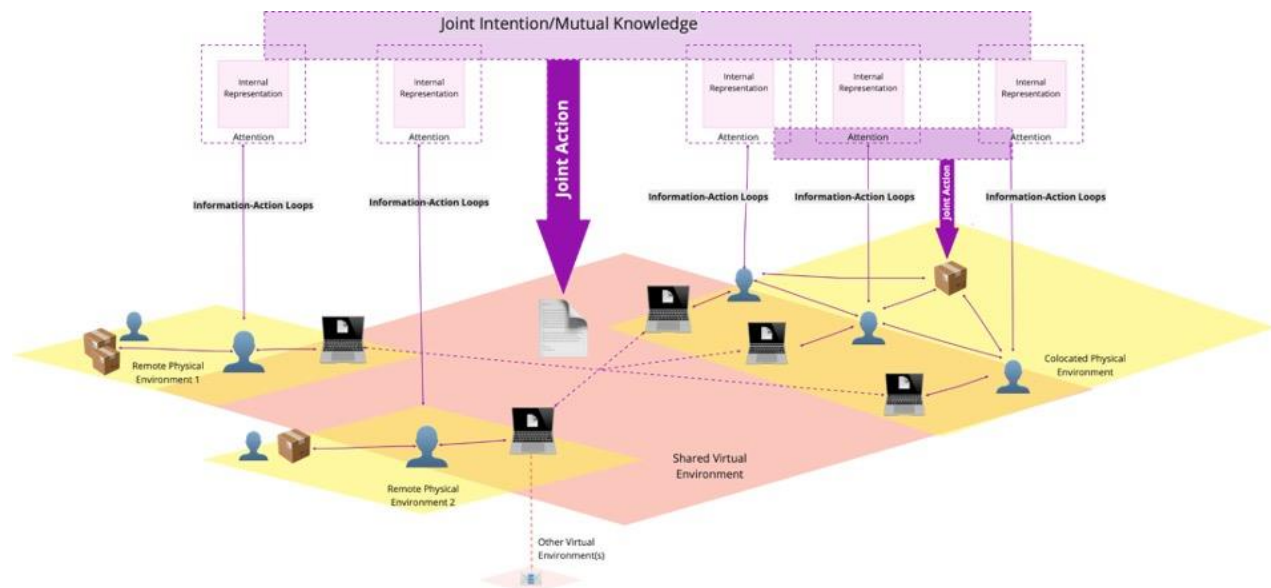 Joint Intention/Mutual Knowledge
Internal
Representation
Attention
Internal
Representation
Attention
Internal
Representation
Attention
Internal
Representation
Attention
Internal
Representation
Attention
Joint Action
Joint Action
Information-Action Loops
Information-Action Loops
Information-Action Loops
Information-Action Loops
Information-Action Loops
Remote Physical
Environment 1
Colocated Physical
Environment
Remote Physical
Environment 2
Shared Virtual
Environment
Other Virtual
Environment(s)